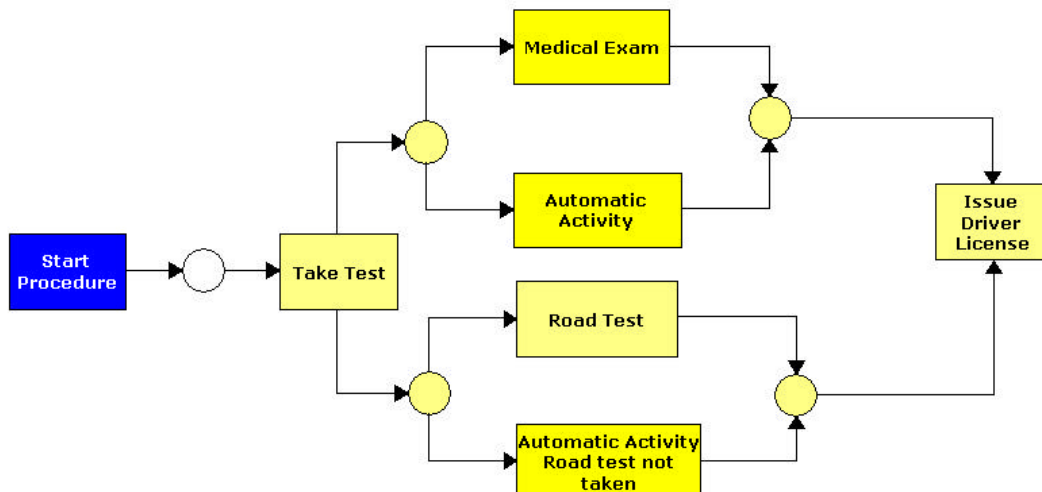 Medical Exam
Automatic
Activity
Issue
Driver
License
Start
Procedure
Take Test
Road Test
Automatic Activity
Road test not
taken